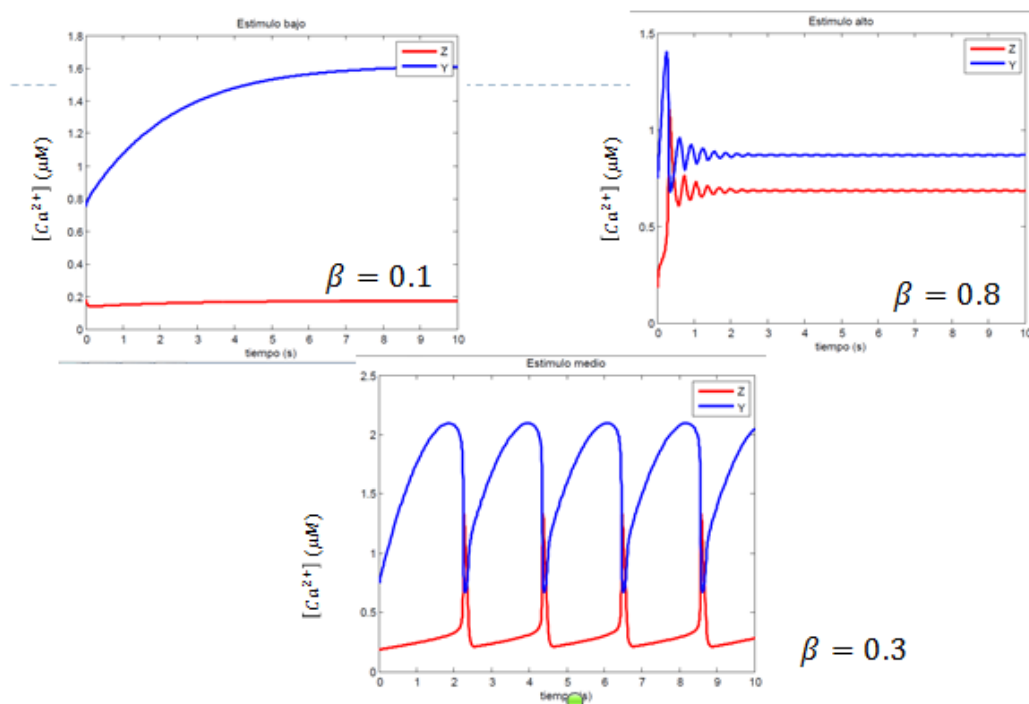 Estimulo bajo
1.8
1.6
1.4
1.2
1
0.8
0.6
0.4
0.2
0
Z
Y
[Ca²⁺] (μM)
β = 0.1
0 1 2 3 4 5 6 7 8 9 10
tiempo (s)
Estimulo alto
1.5
1
0.5
0
Z
Y
[Ca²⁺] (μM)
β = 0.8
0 1 2 3 4 5 6 7 8 9 10
tiempo (s)
Estimulo medio
2.5
2
1.5
1
0.5
0
Z
Y
[Ca²⁺] (μM)
β = 0.3
0 1 2 3 4 5 6 7 8 9 10
tiempo (s)